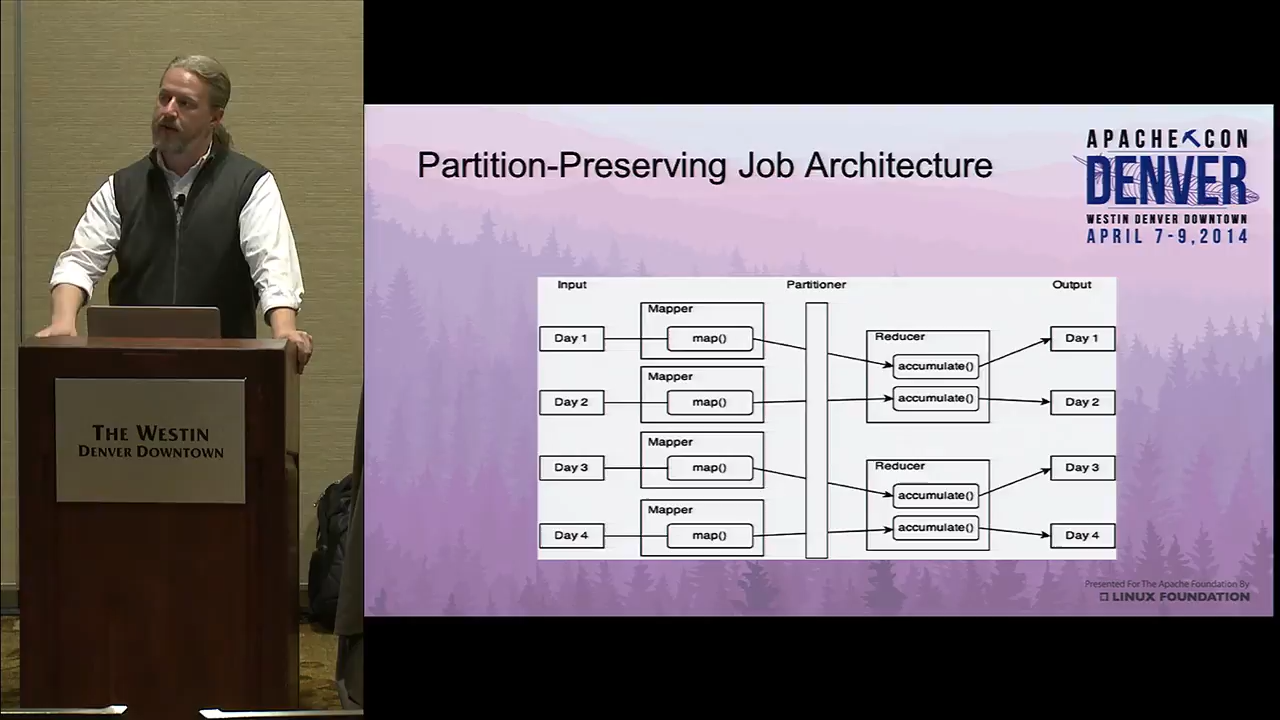 THE WESTIN
DENVER DOWNTOWN
Partition-Preserving Job Architecture
APACHE CON
DENVER
WESTIN DENVER DOWNTOWN
APRIL 7-9, 2014
Input
Partitioner
Output
Mapper
Day 1
map()
Reducer
accumulate()
Day 1
Mapper
Day 2
map()
accumulate()
Day 2
Mapper
Day 3
map()
Reducer
accumulate()
Day 3
Mapper
Day 4
map()
accumulate()
Day 4
Presented For The Apache Foundation By
LINUX FOUNDATION